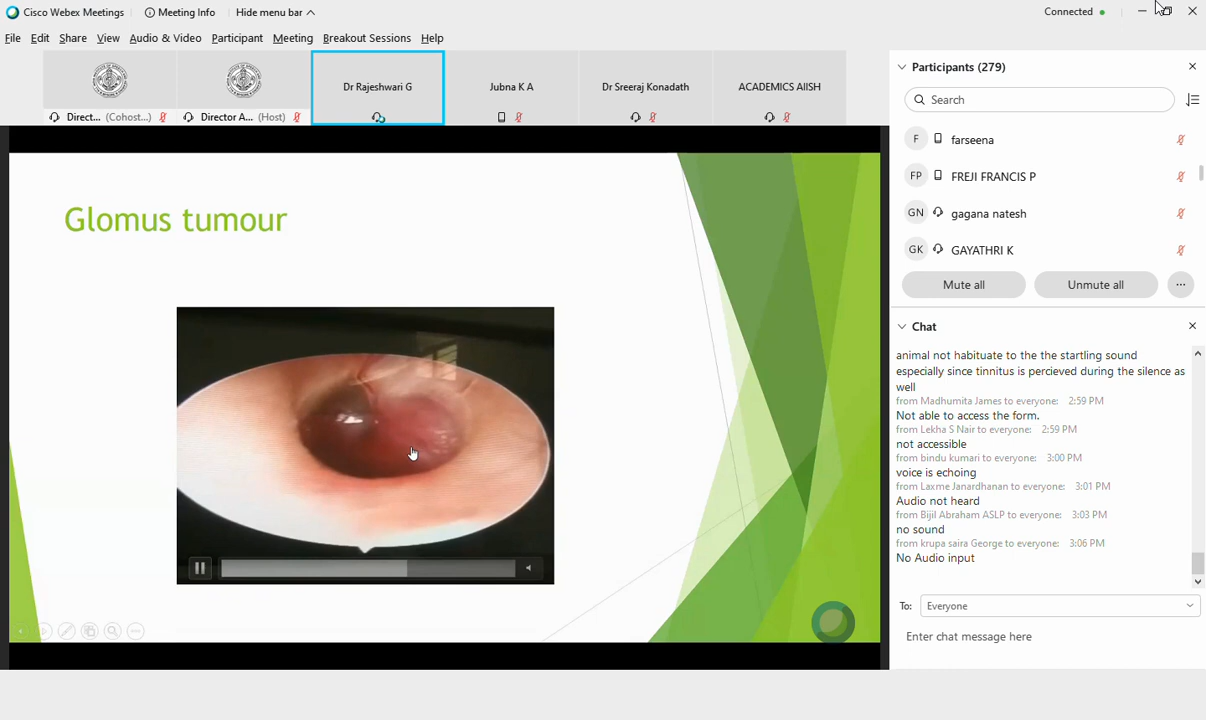 Cisco Webex Meetings
Meeting Info
Hide menu bar
Connected
File Edit Share View Audio & Video Participant Meeting Breakout Sessions Help
Direct... (Cohost...)
Director A... (Host)
Dr Rajeshwari G
Jubna K A
Dr Sreeraj Konadath
ACADEMICS AIISH
Glomus tumour
Participants (279)
Search
F farseena
FP FREJI FRANCIS P
GN gagana natesh
GK GAYATHRI K
Mute all
Unmute all
Chat
animal not habituate to the the startling sound
especially since tinnitus is percieved during the silence as
well
from Madhumita James to everyone: 2:59 PM
Not able to access the form.
from Lekha S Nair to everyone: 2:59 PM
not accessible
from bindu kumari to everyone: 3:00 PM
voice is echoing
from Laxme Janardhanan to everyone: 3:01 PM
Audio not heard
from Bijil Abraham ASLP to everyone: 3:03 PM
no sound
from krupa saira George to everyone: 3:06 PM
No Audio input
To: Everyone
Enter chat message here